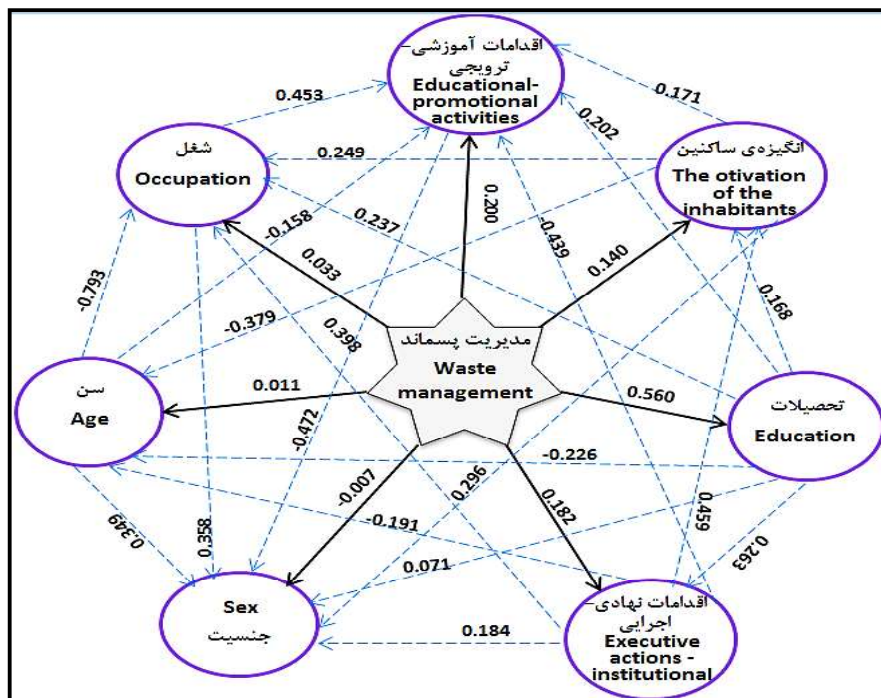 اقدامات آموزشی-
ترویجی
Educational-
promotional
activities
0.453
0.171
0.202
شغل
Occupation
0.249
انگیزه‌ی ساکنین
The otivation
of the
inhabitants
-0.158
0.237
0.200
-0.439
0.033
0.140
-0.793
-0.379
0.398
0.168
مدیریت پسماند
Waste
management
سن
Age
0.011
0.560
تحصیلات
Education
-0.472
-0.226
-0.007
0.296
0.182
0.459
0.349
0.358
-0.191
0.071
0.263
Sex
جنسیت
0.184
اقدامات نهادی-
اجرایی
Executive
actions -
institutional